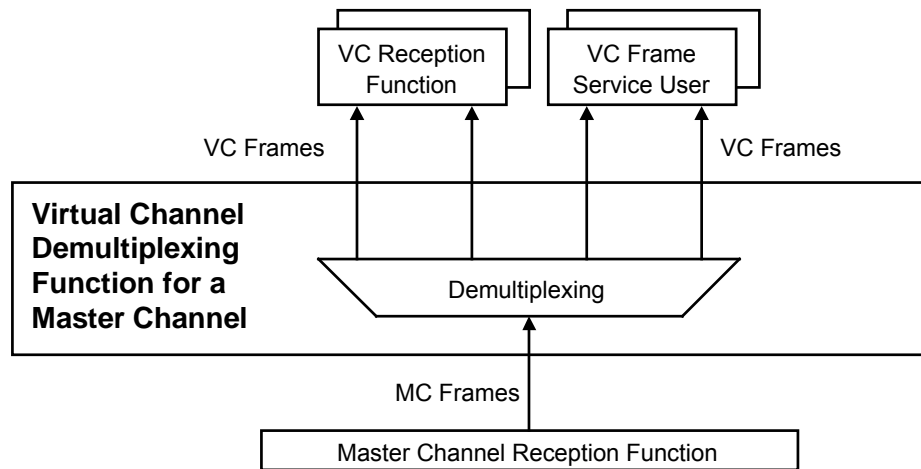 VC Reception
Function
VC Frame
Service User
VC Frames
VC Frames
Virtual Channel
Demultiplexing
Function for a
Master Channel
Demultiplexing
MC Frames
Master Channel Reception Function